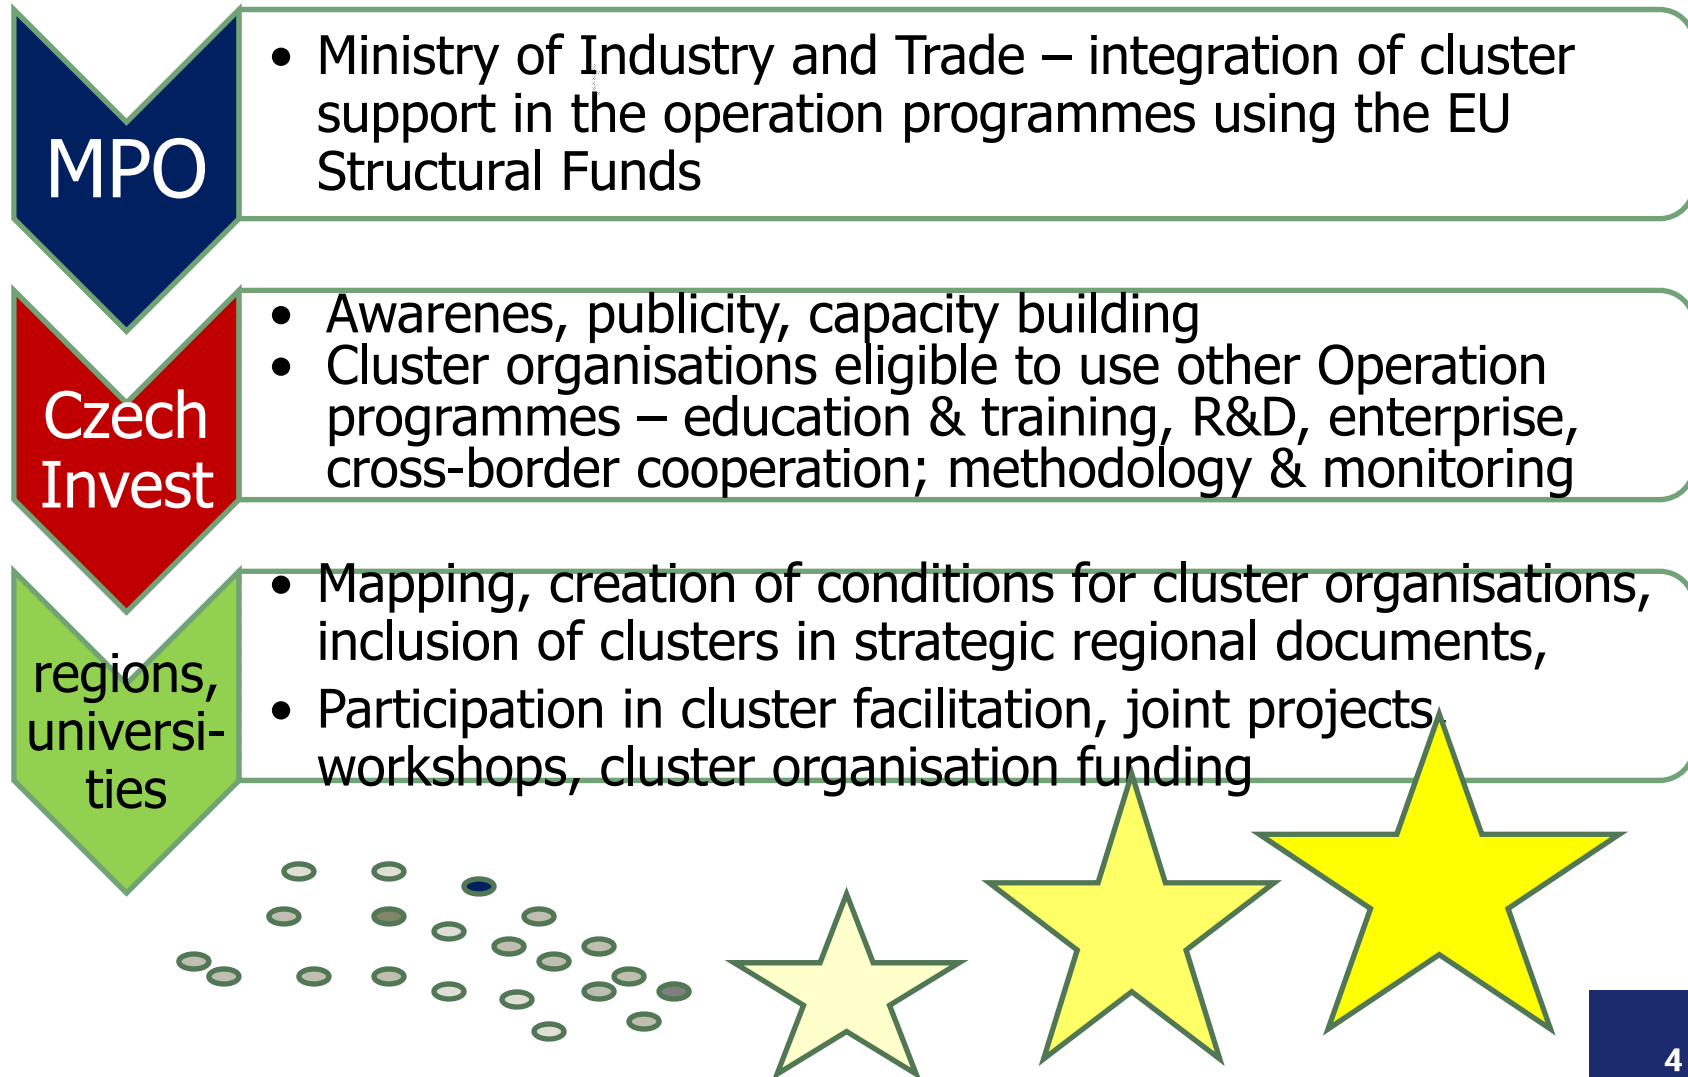 MPO
• Ministry of Industry and Trade – integration of cluster
support in the operation programmes using the EU
Structural Funds
Czech
Invest
• Awarenes, publicity, capacity building
• Cluster organisations eligible to use other Operation
programmes – education & training, R&D, enterprise,
cross-border cooperation; methodology & monitoring
regions,
universi-
ties
• Mapping, creation of conditions for cluster organisations,
inclusion of clusters in strategic regional documents,
• Participation in cluster facilitation, joint projects,
workshops, cluster organisation funding
4